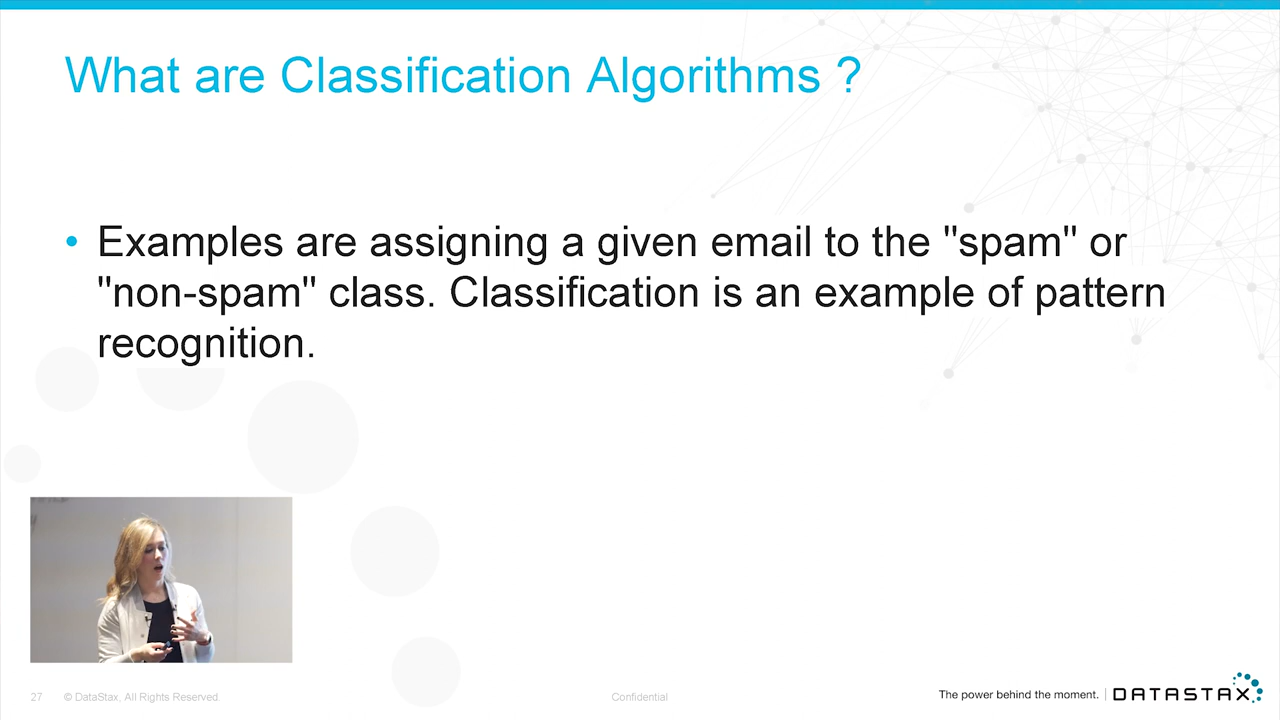 What are Classification Algorithms ?
• Examples are assigning a given email to the "spam" or
"non-spam" class. Classification is an example of pattern
recognition.
27 © DataStax, All Rights Reserved. Confidential The power behind the moment. | DATASTAX